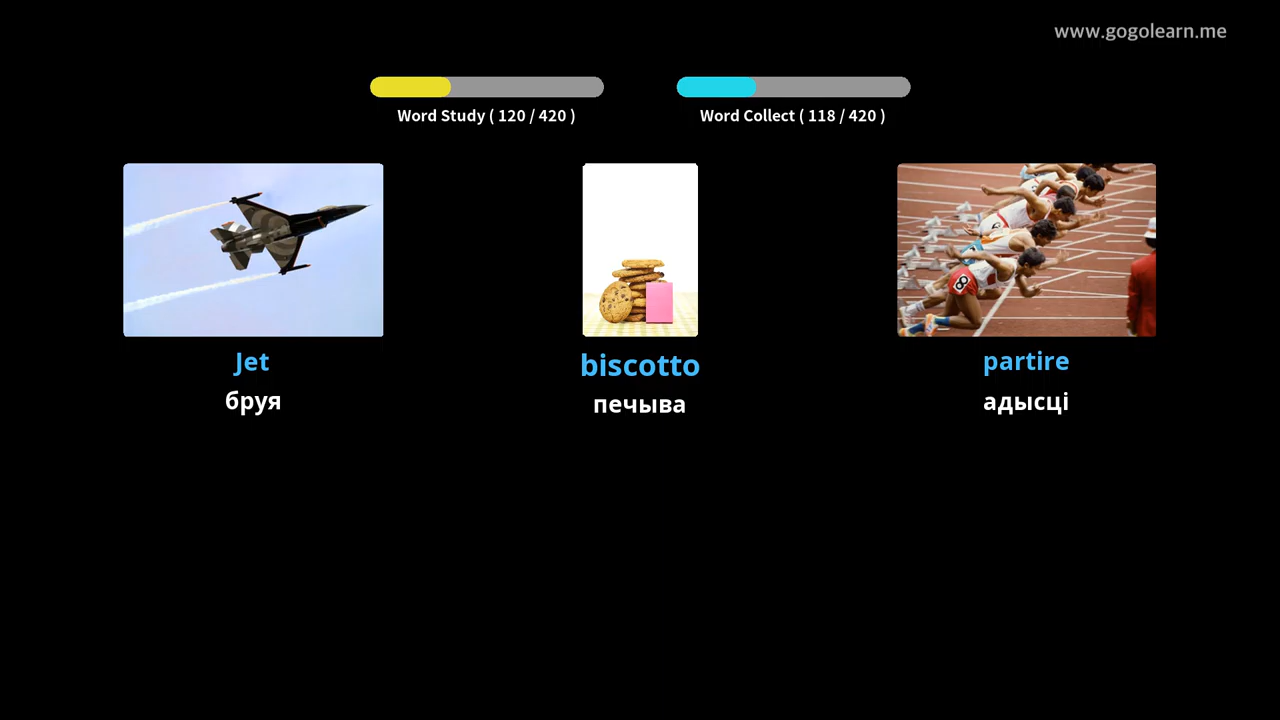 www.gogolearn.me
Word Study ( 120 / 420 )
Word Collect ( 118 / 420 )
Jet
бруя
biscotto
печыва
partire
адысці